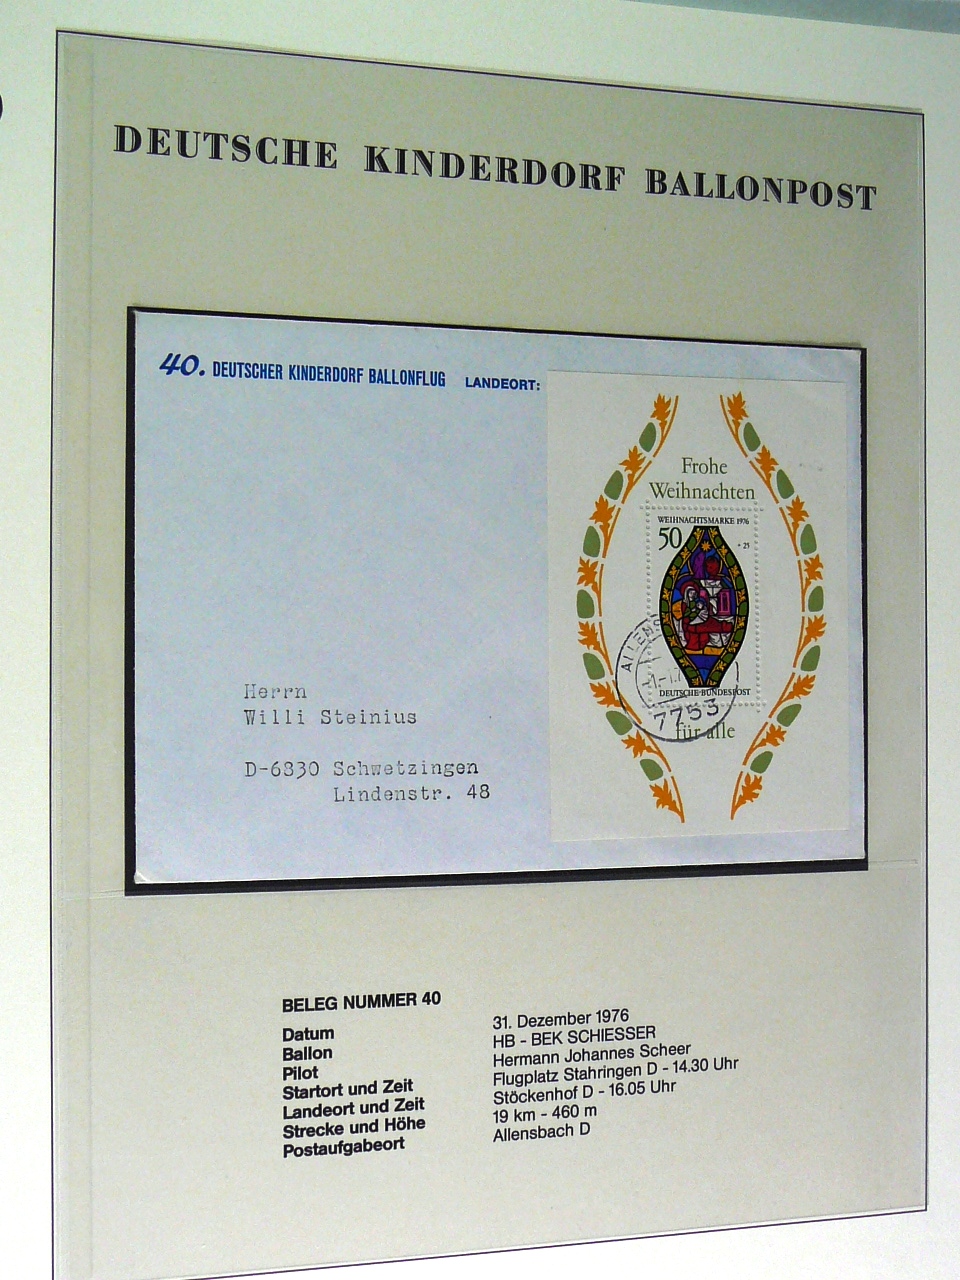 DEUTSCHE KINDERDORF BALLONPOST
40. DEUTSCHER KINDERDORF BALLONFLUG LANDEORT:
Frohe
Weihnachten
WEIHNACHTSMARKE 1976
50 + 25
DEUTSCHE BUNDESPOST
für alle
7753
Herrn
Willi Steinius
D-6830 Schwetzingen
Lindenstr. 48
BELEG NUMMER 40
Datum 31. Dezember 1976
Ballon HB - BEK SCHIESSER
Pilot Hermann Johannes Scheer
Startort und Zeit Flugplatz Stahringen D - 14.30 Uhr
Landeort und Zeit Stöckenhof D - 16.05 Uhr
Strecke und Höhe 19 km - 460 m
Postaufgabeort Allensbach D